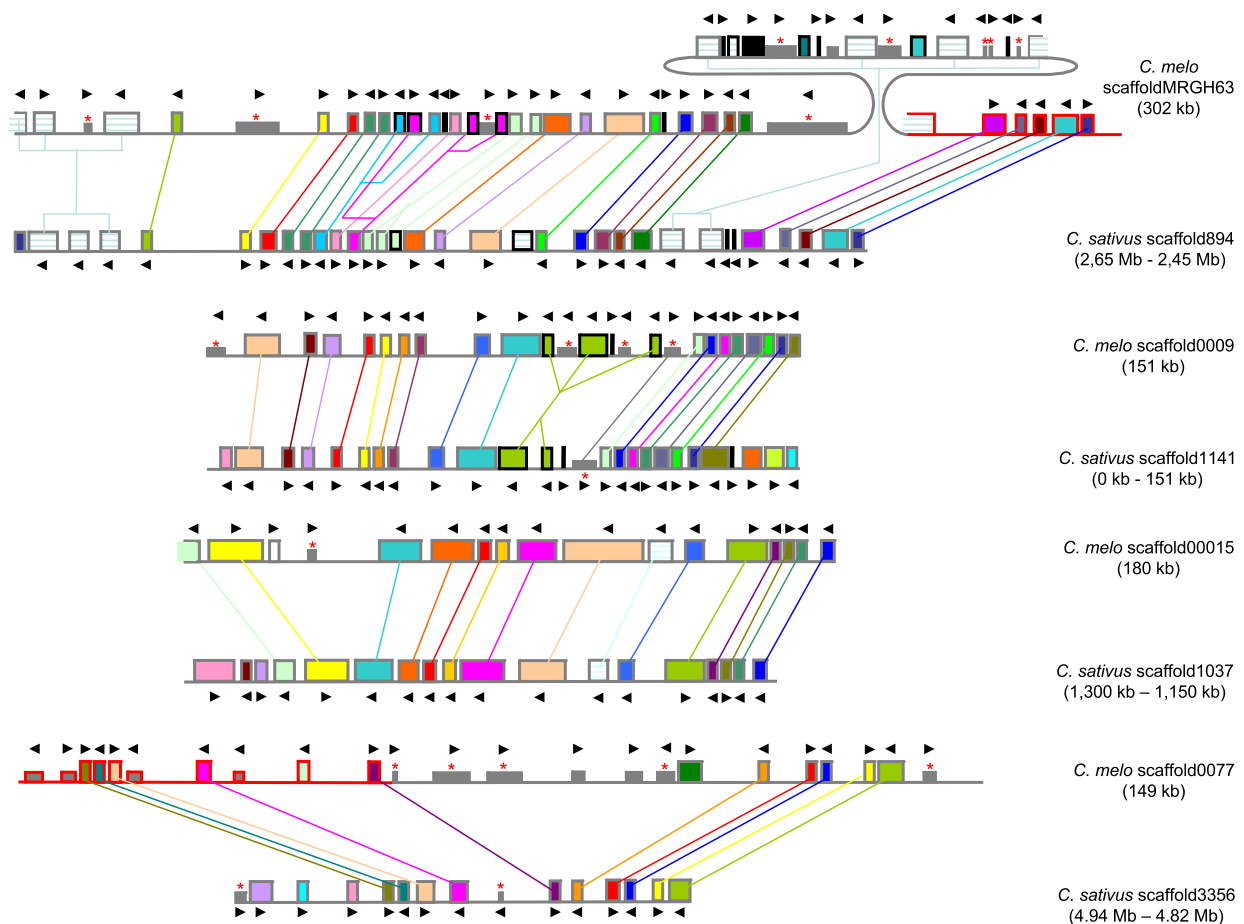 C. melo
scaffoldMRGH63
(302 kb)
C. sativus scaffold894
(2,65 Mb - 2,45 Mb)
C. melo scaffold0009
(151 kb)
C. sativus scaffold1141
(0 kb - 151 kb)
C. melo scaffold00015
(180 kb)
C. sativus scaffold1037
(1,300 kb – 1,150 kb)
C. melo scaffold0077
(149 kb)
C. sativus scaffold3356
(4.94 Mb – 4.82 Mb)